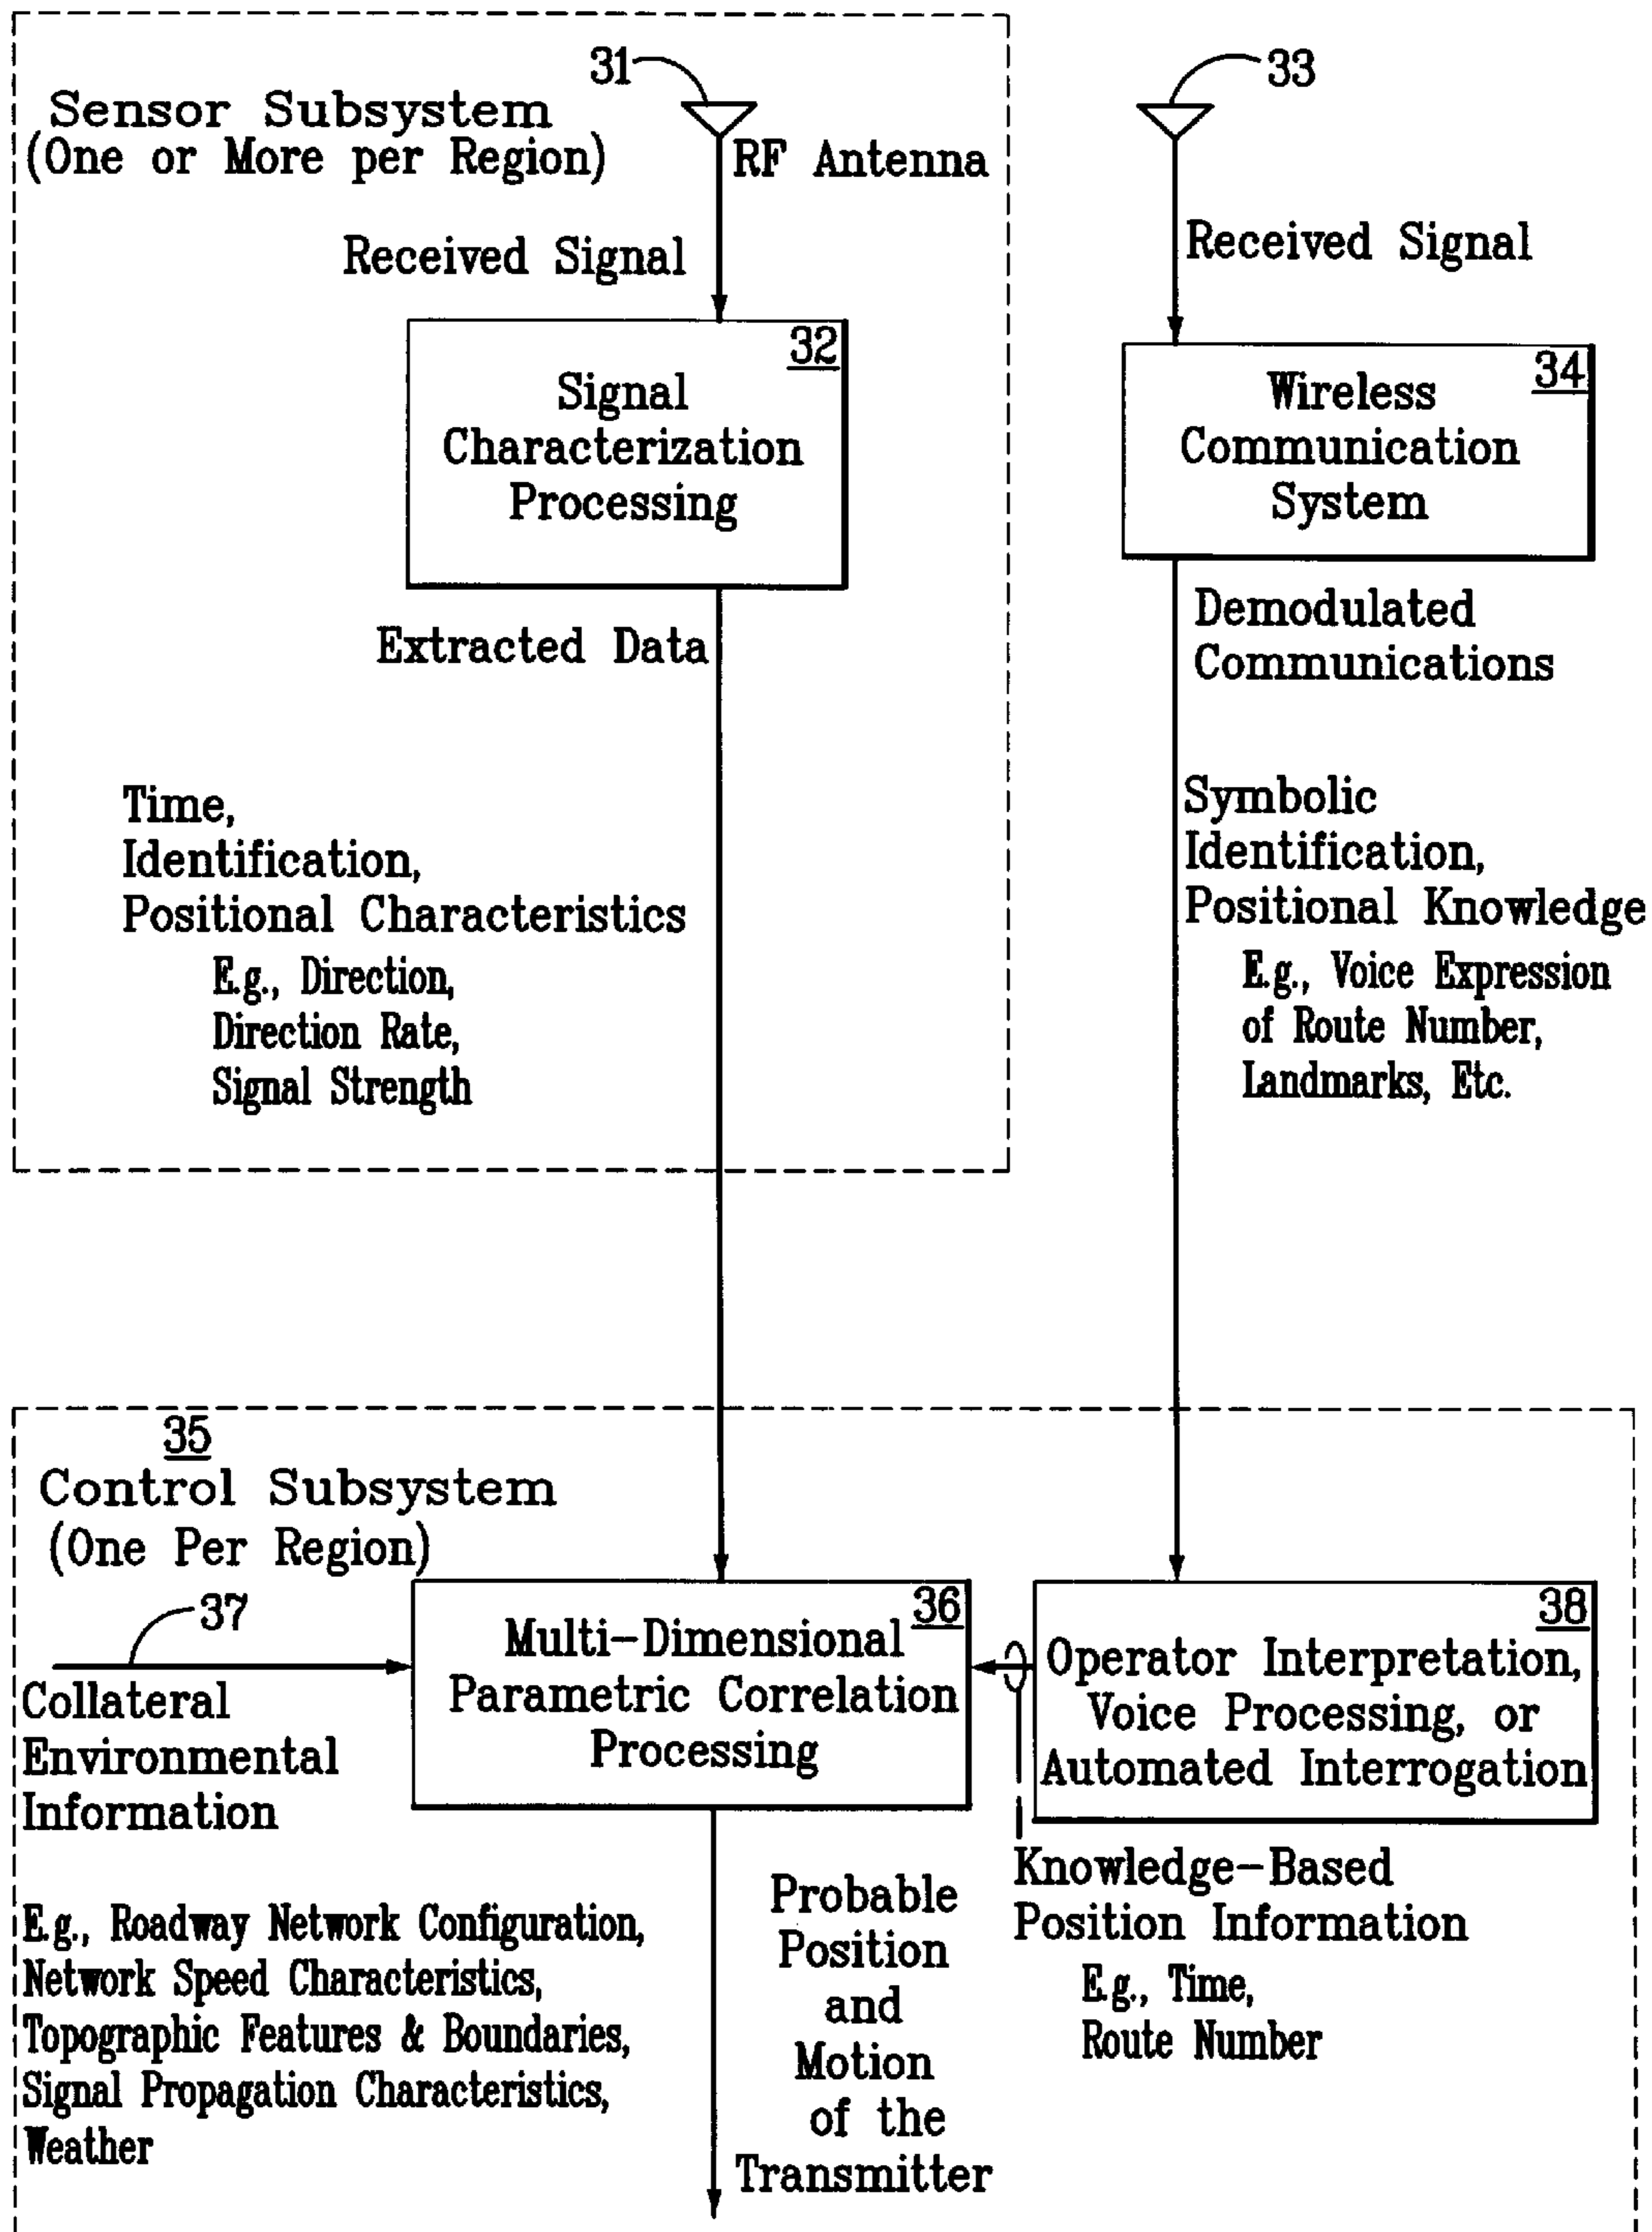 31
33
Sensor Subsystem
(One or More per Region)
RF Antenna
Received Signal
Received Signal
32
Signal
Characterization
Processing
34
Wireless
Communication
System
Extracted Data
Demodulated
Communications
Time,
Identification,
Positional Characteristics
E.g., Direction,
Direction Rate,
Signal Strength
Symbolic
Identification,
Positional Knowledge
E.g., Voice Expression
of Route Number,
Landmarks, Etc.
35
Control Subsystem
(One Per Region)
37
Collateral
Environmental
Information
E.g., Roadway Network Configuration,
Network Speed Characteristics,
Topographic Features & Boundaries,
Signal Propagation Characteristics,
Weather
36
Multi-Dimensional
Parametric Correlation
Processing
38
Operator Interpretation,
Voice Processing, or
Automated Interrogation
Probable
Position
and
Motion
of the
Transmitter
Knowledge-Based
Position Information
E.g., Time,
Route Number